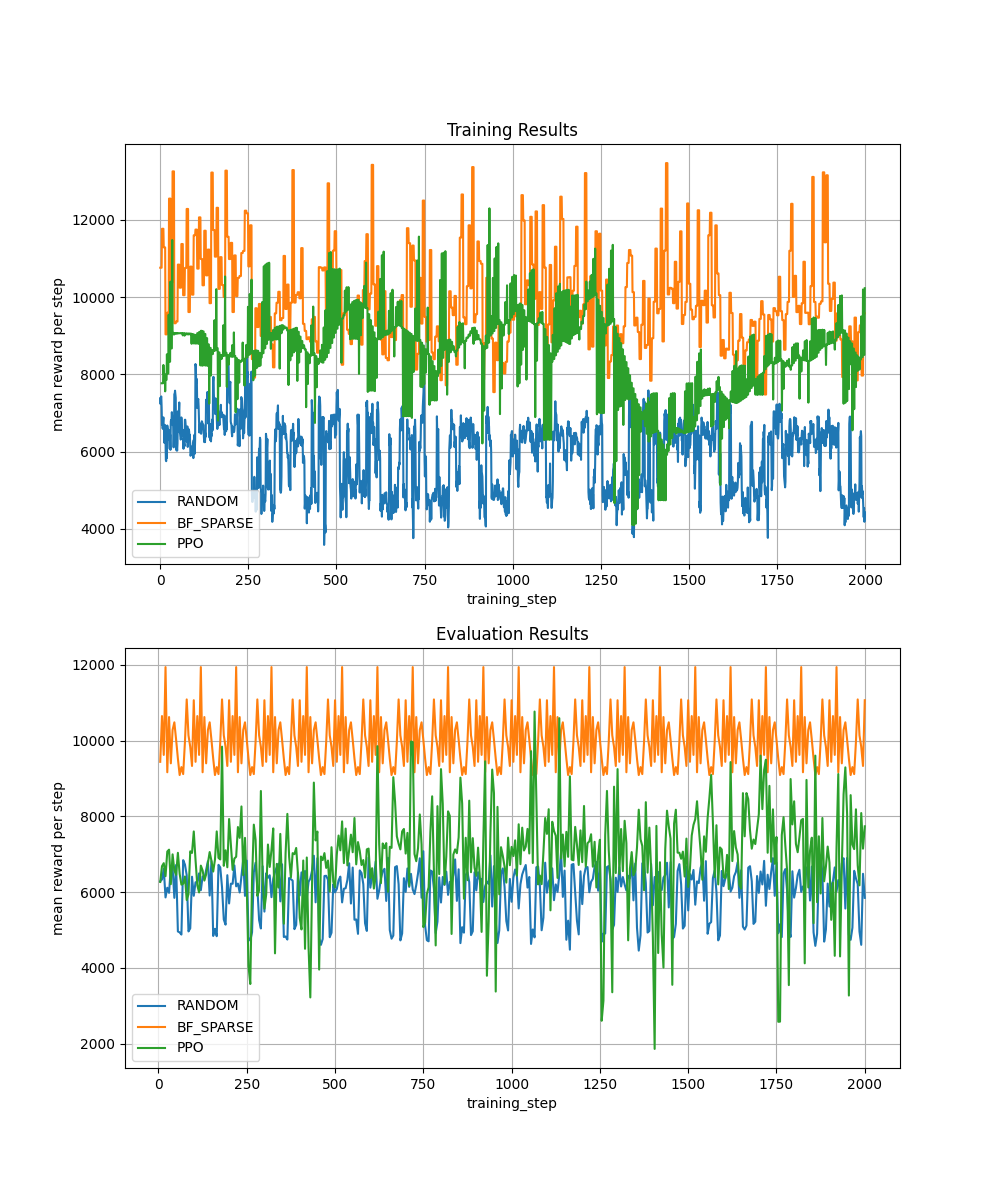 Training Results
mean reward per step
12000
10000
8000
6000
4000
RANDOM
BF_SPARSE
PPO
0 250 500 750 1000 1250 1500 1750 2000
training_step
Evaluation Results
mean reward per step
12000
10000
8000
6000
4000
2000
RANDOM
BF_SPARSE
PPO
0 250 500 750 1000 1250 1500 1750 2000
training_step